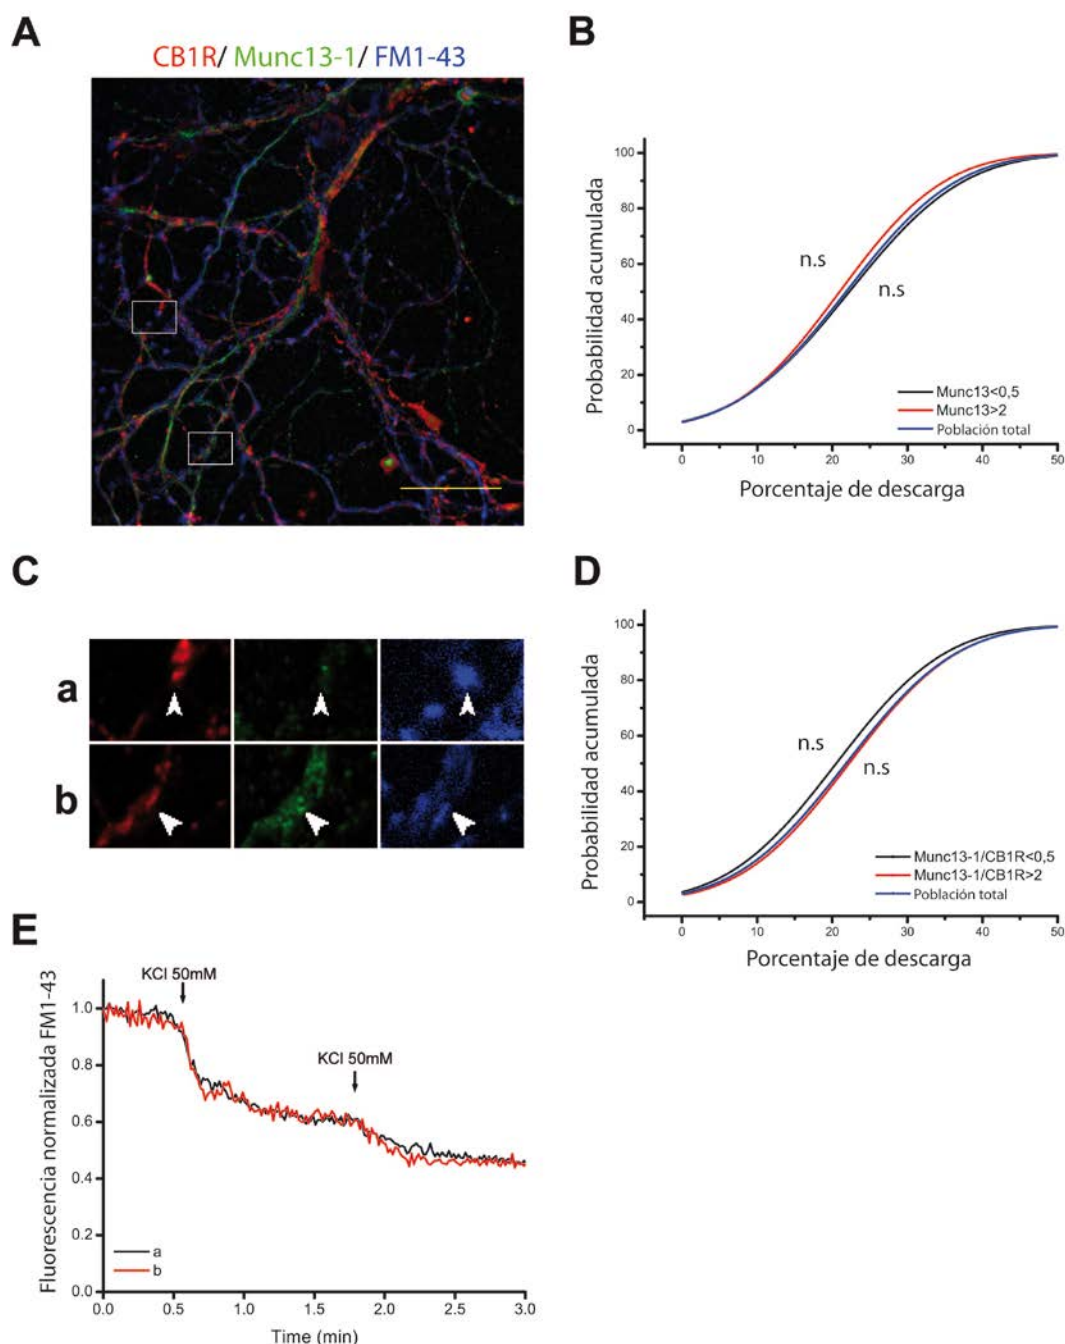 A
CB1R/ Munc13-1/ FM1-43
B
Probabilidad acumulada
100
80
60
40
20
0
n.s
n.s
Munc13<0,5
Munc13>2
Población total
0 10 20 30 40 50
Porcentaje de descarga
C
a
b
D
Probabilidad acumulada
100
80
60
40
20
0
n.s
n.s
Munc13-1/CB1R<0,5
Munc13-1/CB1R>2
Población total
0 10 20 30 40 50
Porcentaje de descarga
E
Fluorescencia normalizada FM1-43
KCl 50mM
KCl 50mM
1.0
0.8
0.6
0.4
0.2
0.0
a
b
0.0 0.5 1.0 1.5 2.0 2.5 3.0
Time (min)